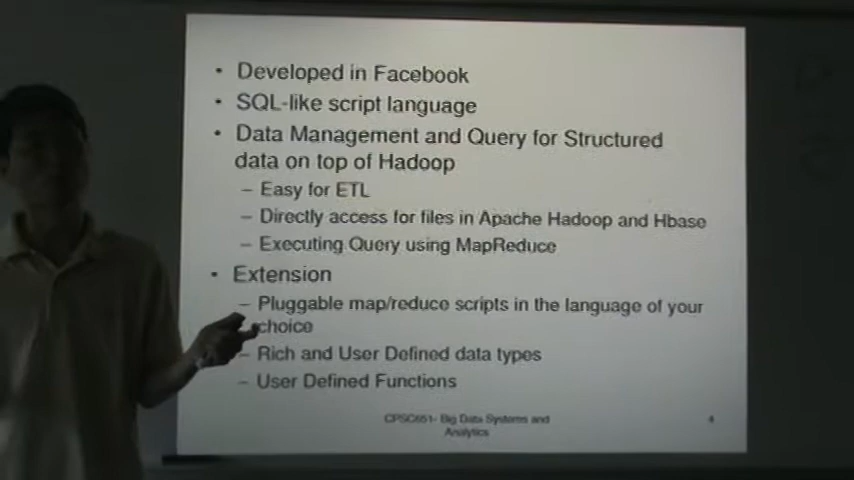 • Developed in Facebook
• SQL-like script language
• Data Management and Query for Structured
data on top of Hadoop
– Easy for ETL
– Directly access for files in Apache Hadoop and Hbase
– Executing Query using MapReduce
• Extension
– Pluggable map/reduce scripts in the language of your
choice
– Rich and User Defined data types
– User Defined Functions
CPSC651- Big Data Systems and
Analytics
4